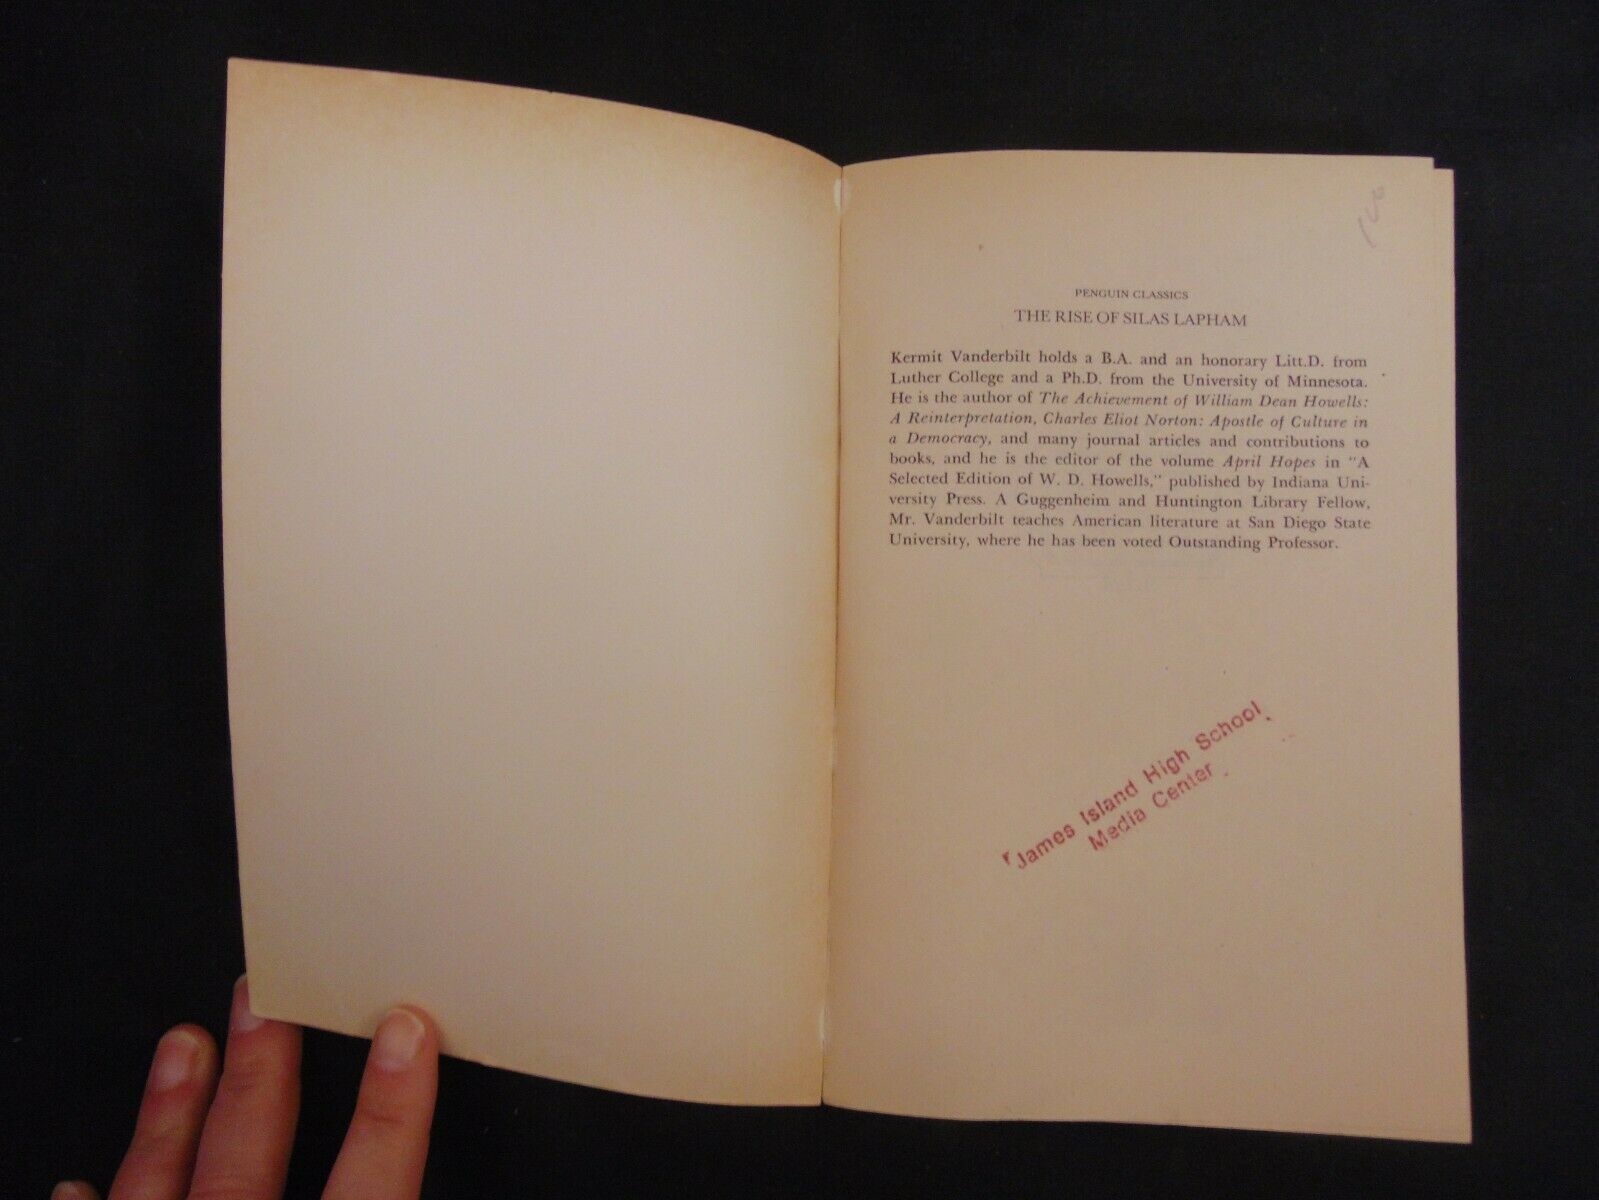 PENGUIN CLASSICS
THE RISE OF SILAS LAPHAM
Kermit Vanderbilt holds a B.A. and an honorary Litt.D. from
Luther College and a Ph.D. from the University of Minnesota.
He is the author of The Achievement of William Dean Howells:
A Reinterpretation, Charles Eliot Norton: Apostle of Culture in
a Democracy, and many journal articles and contributions to
books, and he is the editor of the volume April Hopes in "A
Selected Edition of W. D. Howells," published by Indiana Uni-
versity Press. A Guggenheim and Huntington Library Fellow,
Mr. Vanderbilt teaches American literature at San Diego State
University, where he has been voted Outstanding Professor.
James Island High School
Media Center